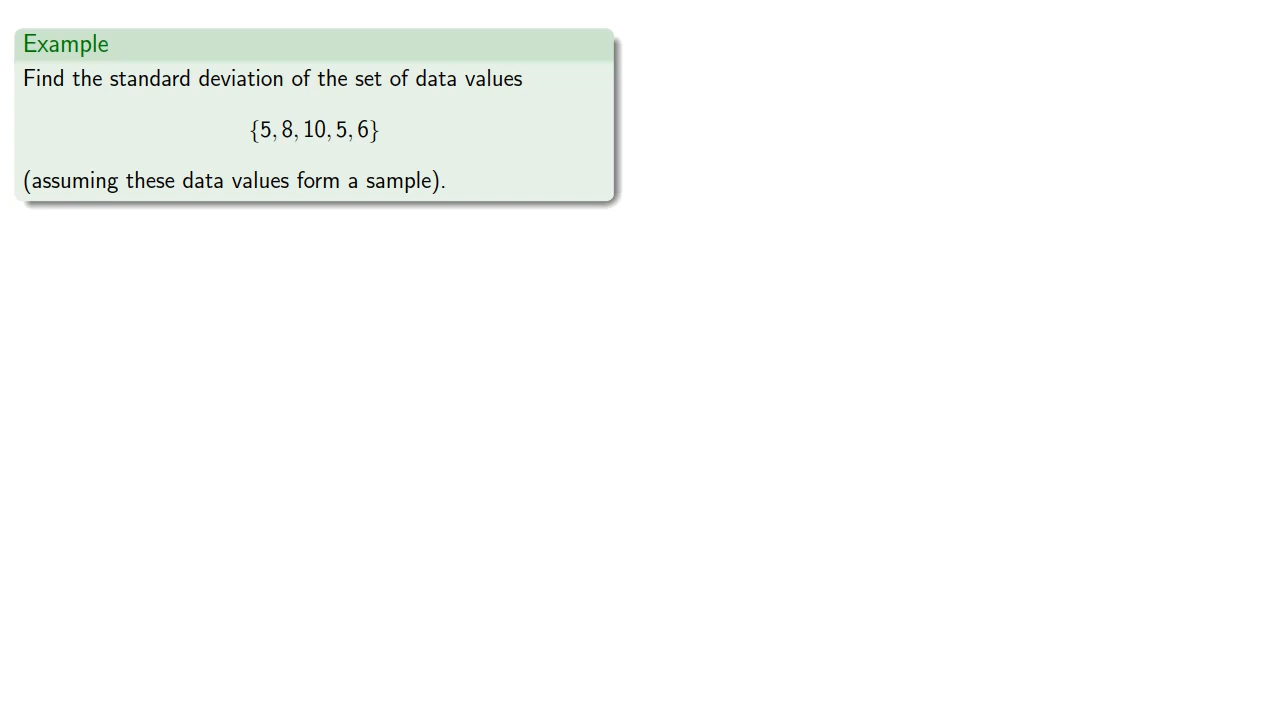 Example
Find the standard deviation of the set of data values
{5, 8, 10, 5, 6}
(assuming these data values form a sample).